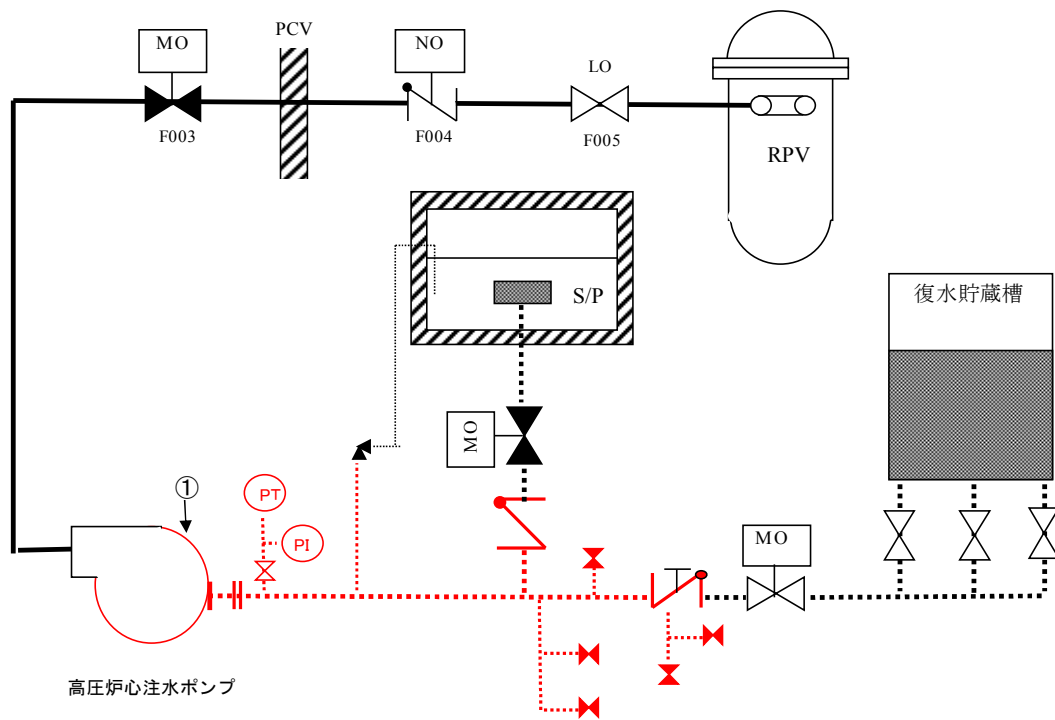 PCV
MO
NO
LO
F003
F004
F005
RPV
S/P
復水貯蔵槽
MO
①
PT
PI
MO
高圧炉心注水ポンプ